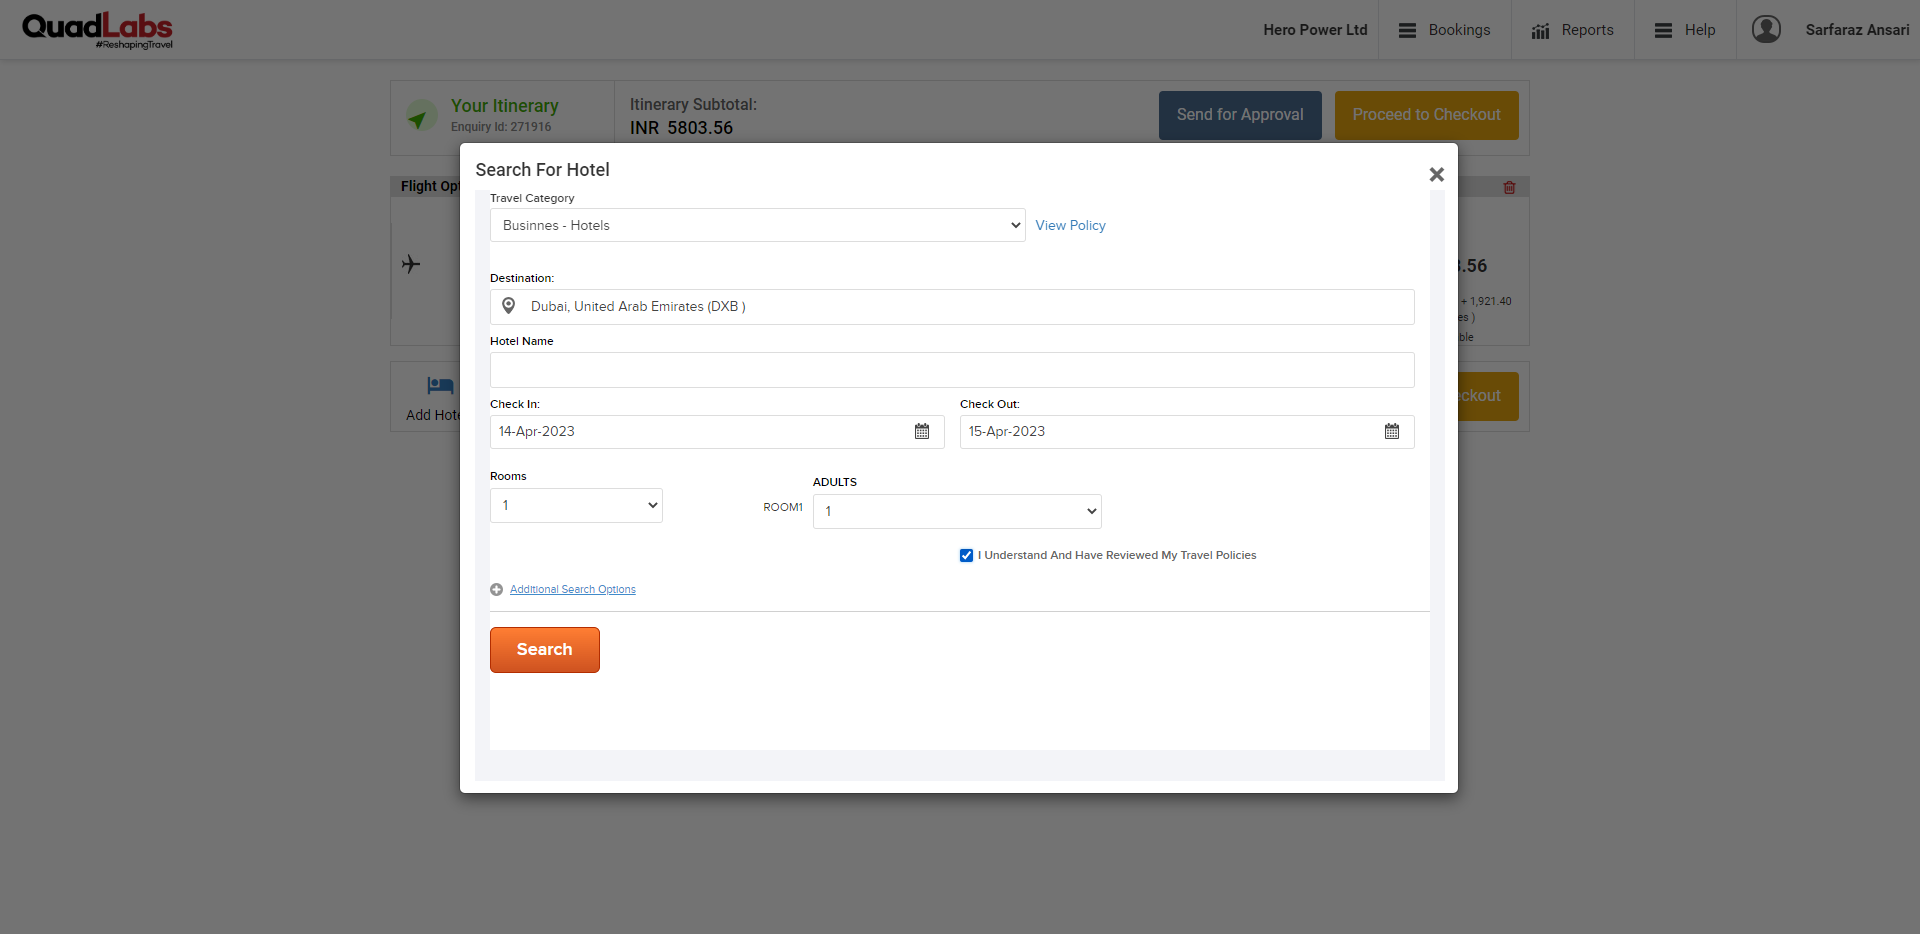 QuadLabs
#ReshapingTravel
Hero Power Ltd
Bookings
Reports
Help
Sarfaraz Ansari
Your Itinerary
Enquiry Id: 271916
Itinerary Subtotal:
INR 5803.56
Send for Approval
Proceed to Checkout
Flight Opt
Search For Hotel
Travel Category
Businnes - Hotels
View Policy
Destination:
Dubai, United Arab Emirates (DXB )
Hotel Name
Check In:
Check Out:
14-Apr-2023
15-Apr-2023
Rooms
1
ADULTS
ROOM1
1
I Understand And Have Reviewed My Travel Policies
Additional Search Options
Search
.56
+ 1,921.40
es )
ble
Add Hote
ckout